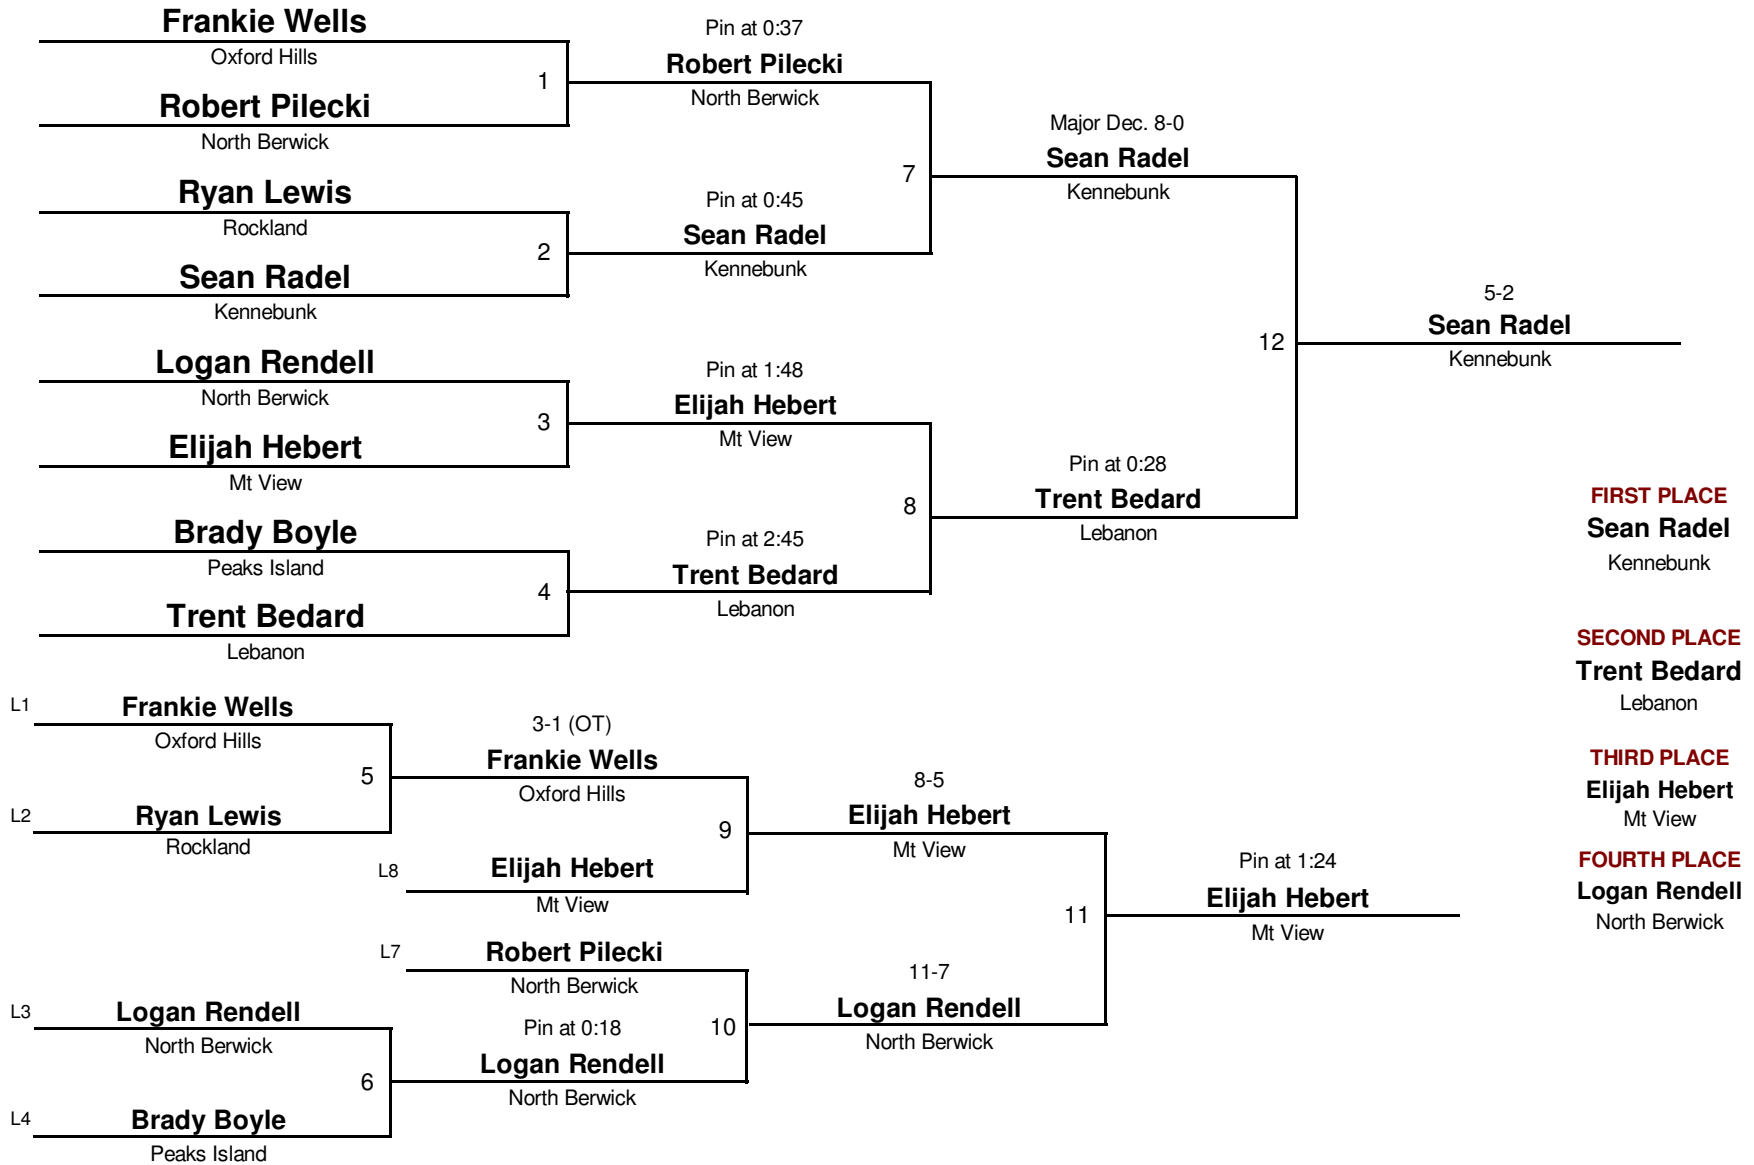 Frankie Wells
Oxford Hills
1
Robert Pilecki
North Berwick
Pin at 0:37
Robert Pilecki
North Berwick
Ryan Lewis
Rockland
2
Sean Radel
Kennebunk
Pin at 0:45
Sean Radel
Kennebunk
7
Major Dec. 8-0
Sean Radel
Kennebunk
Logan Rendell
North Berwick
3
Elijah Hebert
Mt View
Pin at 1:48
Elijah Hebert
Mt View
Brady Boyle
Peaks Island
4
Trent Bedard
Lebanon
Pin at 2:45
Trent Bedard
Lebanon
8
Pin at 0:28
Trent Bedard
Lebanon
12
5-2
Sean Radel
Kennebunk
FIRST PLACE
Sean Radel
Kennebunk
SECOND PLACE
Trent Bedard
Lebanon
THIRD PLACE
Elijah Hebert
Mt View
FOURTH PLACE
Logan Rendell
North Berwick
L1
Frankie Wells
Oxford Hills
5
L2
Ryan Lewis
Rockland
3-1 (OT)
Frankie Wells
Oxford Hills
9
L8
Elijah Hebert
Mt View
8-5
Elijah Hebert
Mt View
L7
Robert Pilecki
North Berwick
10
L3
Logan Rendell
North Berwick
6
L4
Brady Boyle
Peaks Island
Pin at 0:18
Logan Rendell
North Berwick
11-7
Logan Rendell
North Berwick
11
Pin at 1:24
Elijah Hebert
Mt View